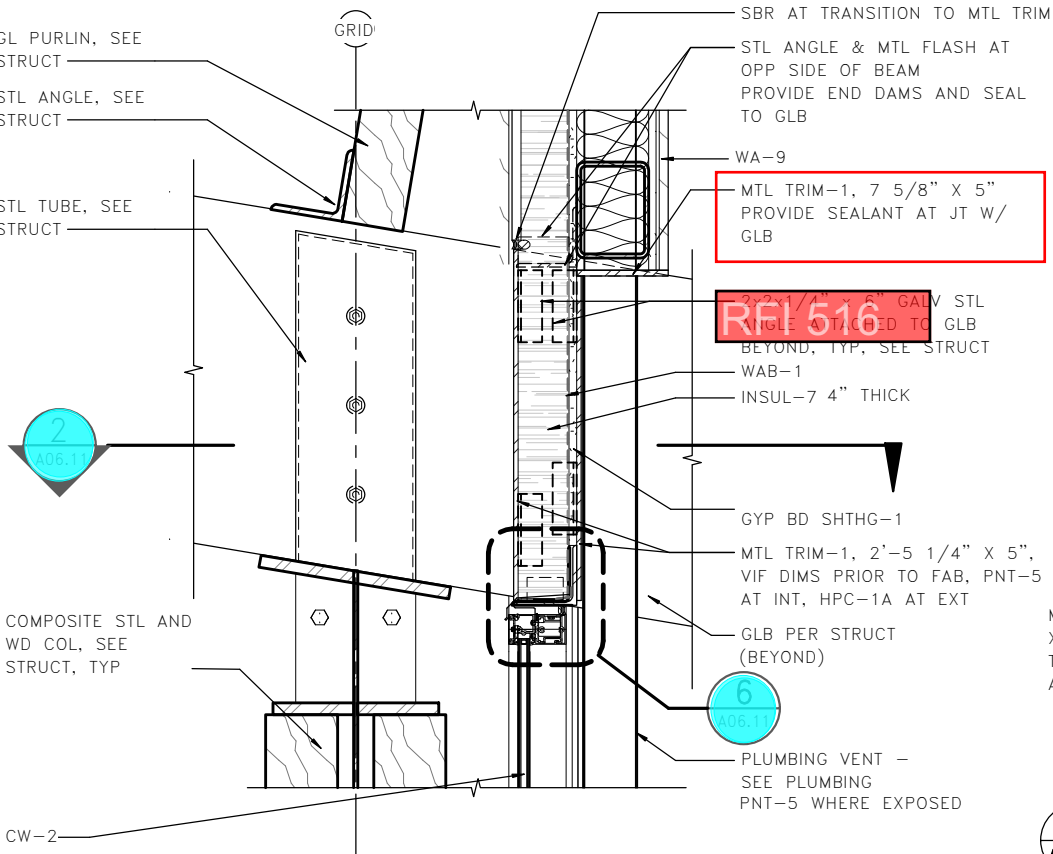 GL PURLIN, SEE
STRUCT
STL ANGLE, SEE
STRUCT
STL TUBE, SEE
STRUCT
GRID
SBR AT TRANSITION TO MTL TRIM
STL ANGLE & MTL FLASH AT
OPP SIDE OF BEAM
PROVIDE END DAMS AND SEAL
TO GLB
WA-9
MTL TRIM-1, 7 5/8" X 5"
PROVIDE SEALANT AT JT W/
GLB
2x2x1/4" x 6" GALV STL
ANGLE ATTACHED TO GLB
BEYOND, TYP, SEE STRUCT
RFI 516
WAB-1
INSUL-7 4" THICK
2
A06.11
GYP BD SHTHG-1
MTL TRIM-1, 2'-5 1/4" X 5",
VIF DIMS PRIOR TO FAB, PNT-5
AT INT, HPC-1A AT EXT
GLB PER STRUCT
(BEYOND)
COMPOSITE STL AND
WD COL, SEE
STRUCT, TYP
6
A06.11
PLUMBING VENT -
SEE PLUMBING
PNT-5 WHERE EXPOSED
CW-2